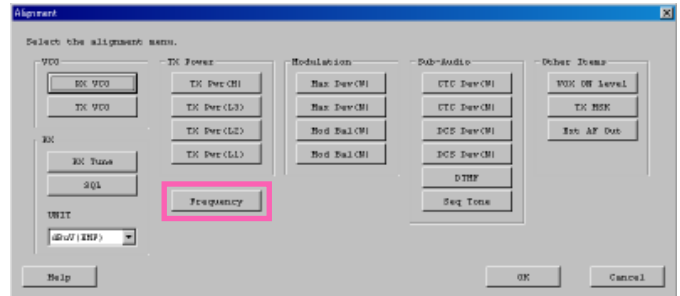 Alignment
Select the alignment menu.
VCO
RX VCO
TX VCO
RX
RX Tune
SQL
UNIT
dBuV(EMF)
TX Power
TX Pwr(HI)
TX Pwr(L3)
TX Pwr(L2)
TX Pwr(L1)
Frequency
Modulation
Max Dev(W)
Max Dev(N)
Mod Bal(W)
Mod Bal(N)
Sub-Audio
CTC Dev(W)
CTC Dev(N)
DCS Dev(W)
DCS Dev(N)
DTMF
Seq Tone
Other Items
VOX ON Level
TX MSK
Ext AF Out
Help
OK
Cancel